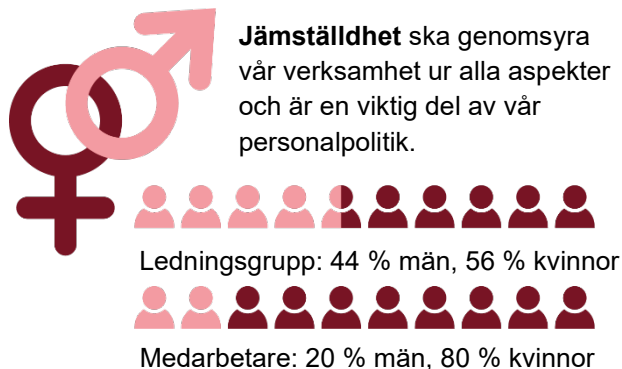 Jämställdhet ska genomsyra
vår verksamhet ur alla aspekter
och är en viktig del av vår
personalpolitik.
Ledningsgrupp: 44 % män, 56 % kvinnor
Medarbetare: 20 % män, 80 % kvinnor